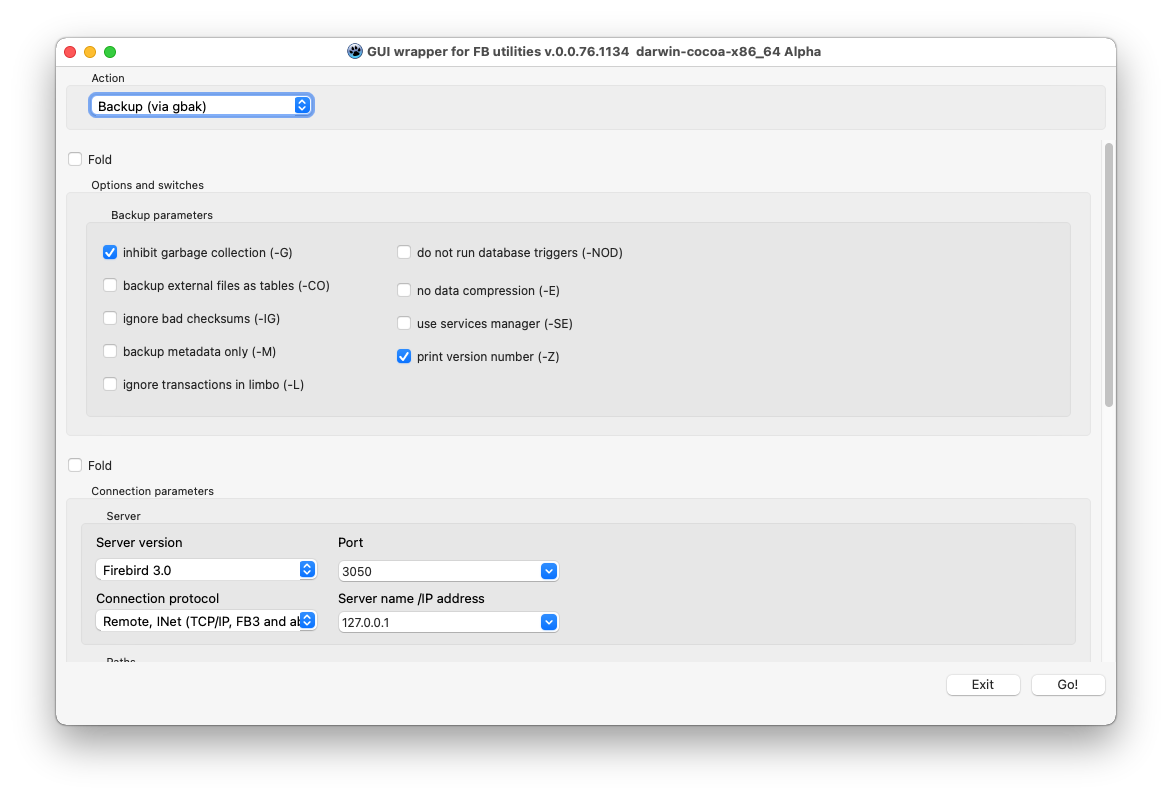 GUI wrapper for FB utilities v.0.0.76.1134 darwin-cocoa-x86_64 Alpha
Action
Backup (via gbak)
Fold
Options and switches
Backup parameters
inhibit garbage collection (-G)
do not run database triggers (-NOD)
backup external files as tables (-CO)
no data compression (-E)
ignore bad checksums (-IG)
use services manager (-SE)
backup metadata only (-M)
print version number (-Z)
ignore transactions in limbo (-L)
Fold
Connection parameters
Server
Server version
Port
Firebird 3.0
3050
Connection protocol
Server name /IP address
Remote, INet (TCP/IP, FB3 and ab
127.0.0.1
Paths
Exit
Go!